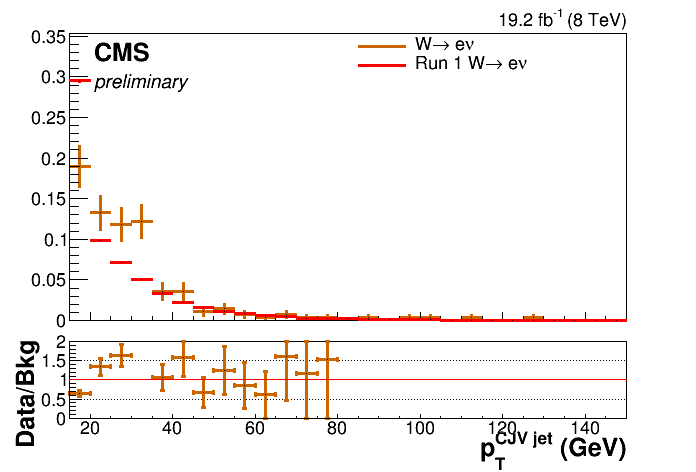 19.2 fb⁻¹ (8 TeV)
CMS
preliminary
W→ eν
Run 1 W→ eν
0.35
0.3
0.25
0.2
0.15
0.1
0.05
0
Data/Bkg
2
1.5
1
0.5
0
20 40 60 80 100 120 140
p_T^CJV jet (GeV)